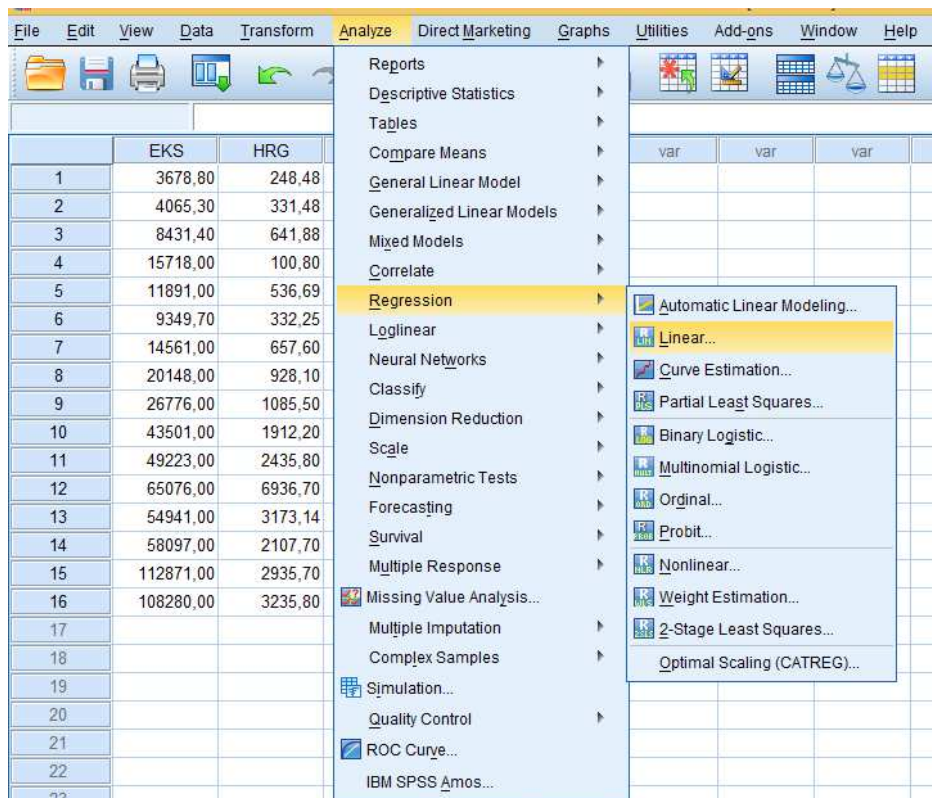 File Edit View Data Transform Analyze Direct Marketing Graphs Utilities Add-ons Window Help
EKS HRG var var var
1 3678,80 248,48
2 4065,30 331,48
3 8431,40 641,88
4 15718,00 100,80
5 11891,00 536,69
6 9349,70 332,25
7 14561,00 657,60
8 20148,00 928,10
9 26776,00 1085,50
10 43501,00 1912,20
11 49223,00 2435,80
12 65076,00 6936,70
13 54941,00 3173,14
14 58097,00 2107,70
15 112871,00 2935,70
16 108280,00 3235,80
17
18
19
20
21
22
23
Reports
Descriptive Statistics
Tables
Compare Means
General Linear Model
Generalized Linear Models
Mixed Models
Correlate
Regression
Loglinear
Neural Networks
Classify
Dimension Reduction
Scale
Nonparametric Tests
Forecasting
Survival
Multiple Response
Missing Value Analysis...
Multiple Imputation
Complex Samples
Simulation...
Quality Control
ROC Curve...
IBM SPSS Amos...
Automatic Linear Modeling...
Linear...
Curve Estimation...
Partial Least Squares...
Binary Logistic...
Multinomial Logistic...
Ordinal...
Probit...
Nonlinear...
Weight Estimation...
2-Stage Least Squares...
Optimal Scaling (CATREG)...